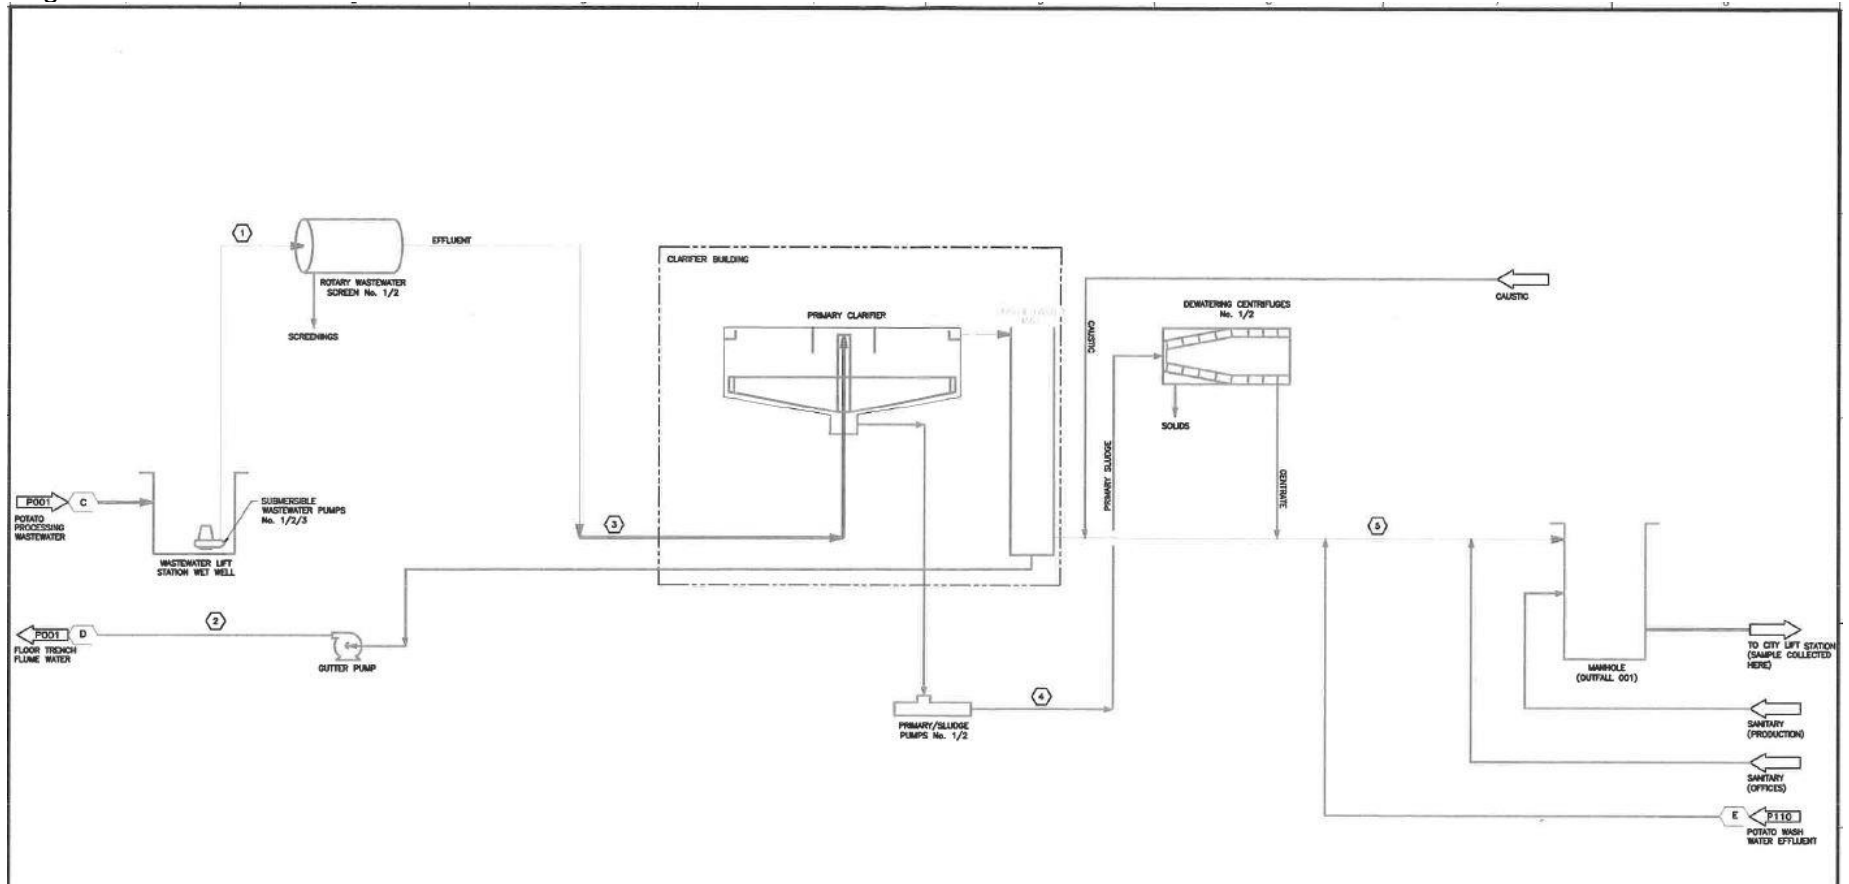 1
EFFLUENT
ROTARY WASTEWATER
SCREEN No. 1/2
SCREENINGS
CLARIFIER BUILDING
PRIMARY CLARIFIER
CAUSTIC
CAUSTIC
DEWATERING CENTRIFUGES
No. 1/2
SOLIDS
PRIMARY SLUDGE
CENTRATE
P001
C
POTATO
PROCESSING
WASTEWATER
SUBMERSIBLE
WASTEWATER PUMPS
No. 1/2/3
WASTEWATER LIFT
STATION WET WELL
3
5
2
P001
D
FLOOR TRENCH
FLUME WATER
GUTTER PUMP
4
PRIMARY/SLUDGE
PUMPS No. 1/2
MANHOLE
(OUTFALL 001)
TO CITY LIFT STATION
(SAMPLE COLLECTED
HERE)
SANITARY
(PRODUCTION)
SANITARY
(OFFICES)
E
P110
POTATO WASH
WATER EFFLUENT